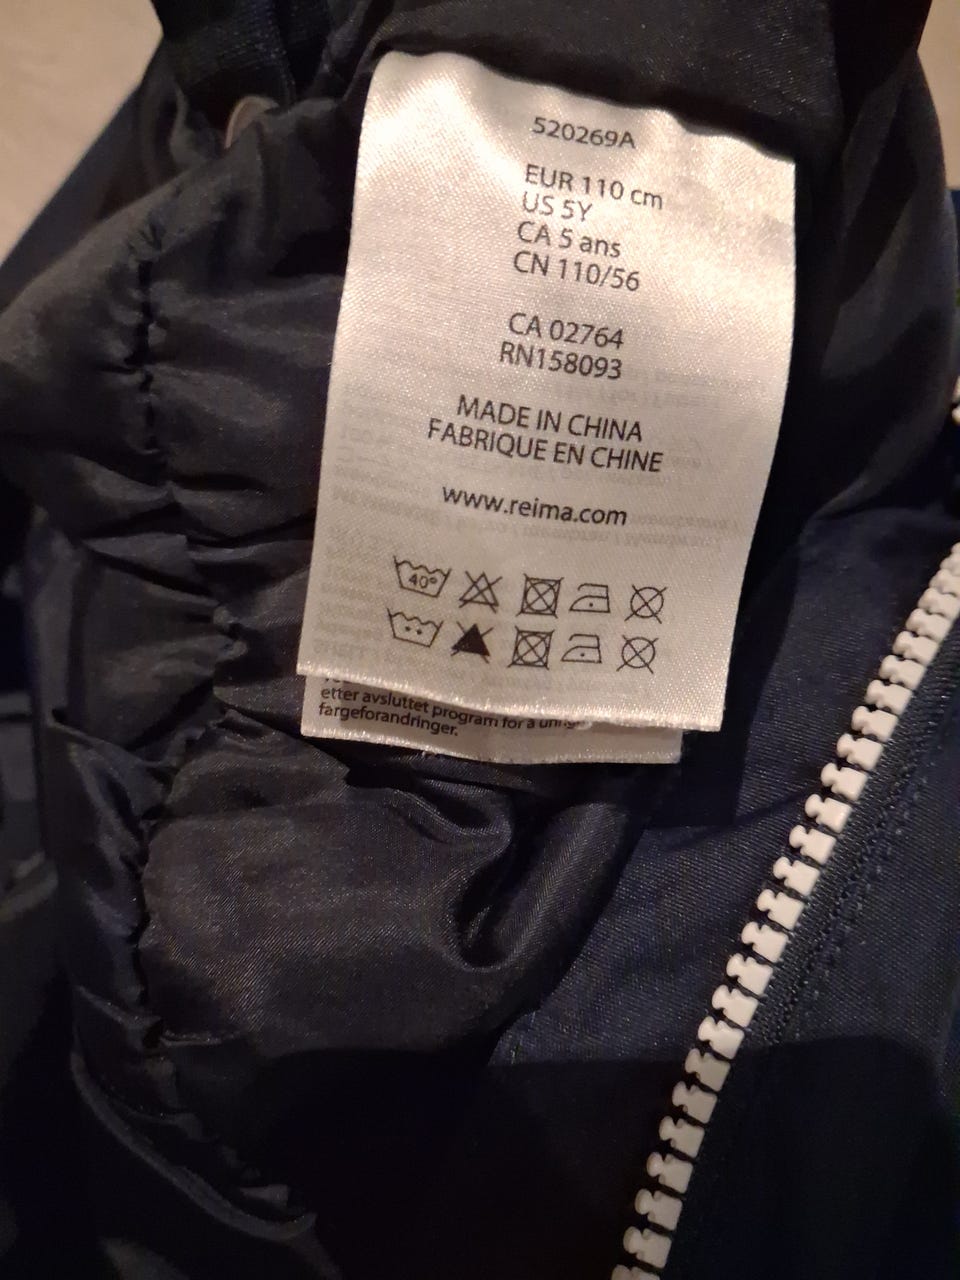 520269A
EUR 110 cm
US 5Y
CA 5 ans
CN 110/56
CA 02764
RN158093
MADE IN CHINA
FABRIQUE EN CHINE
www.reima.com
40°
etter avsluttet program for å
fargeforandringer.